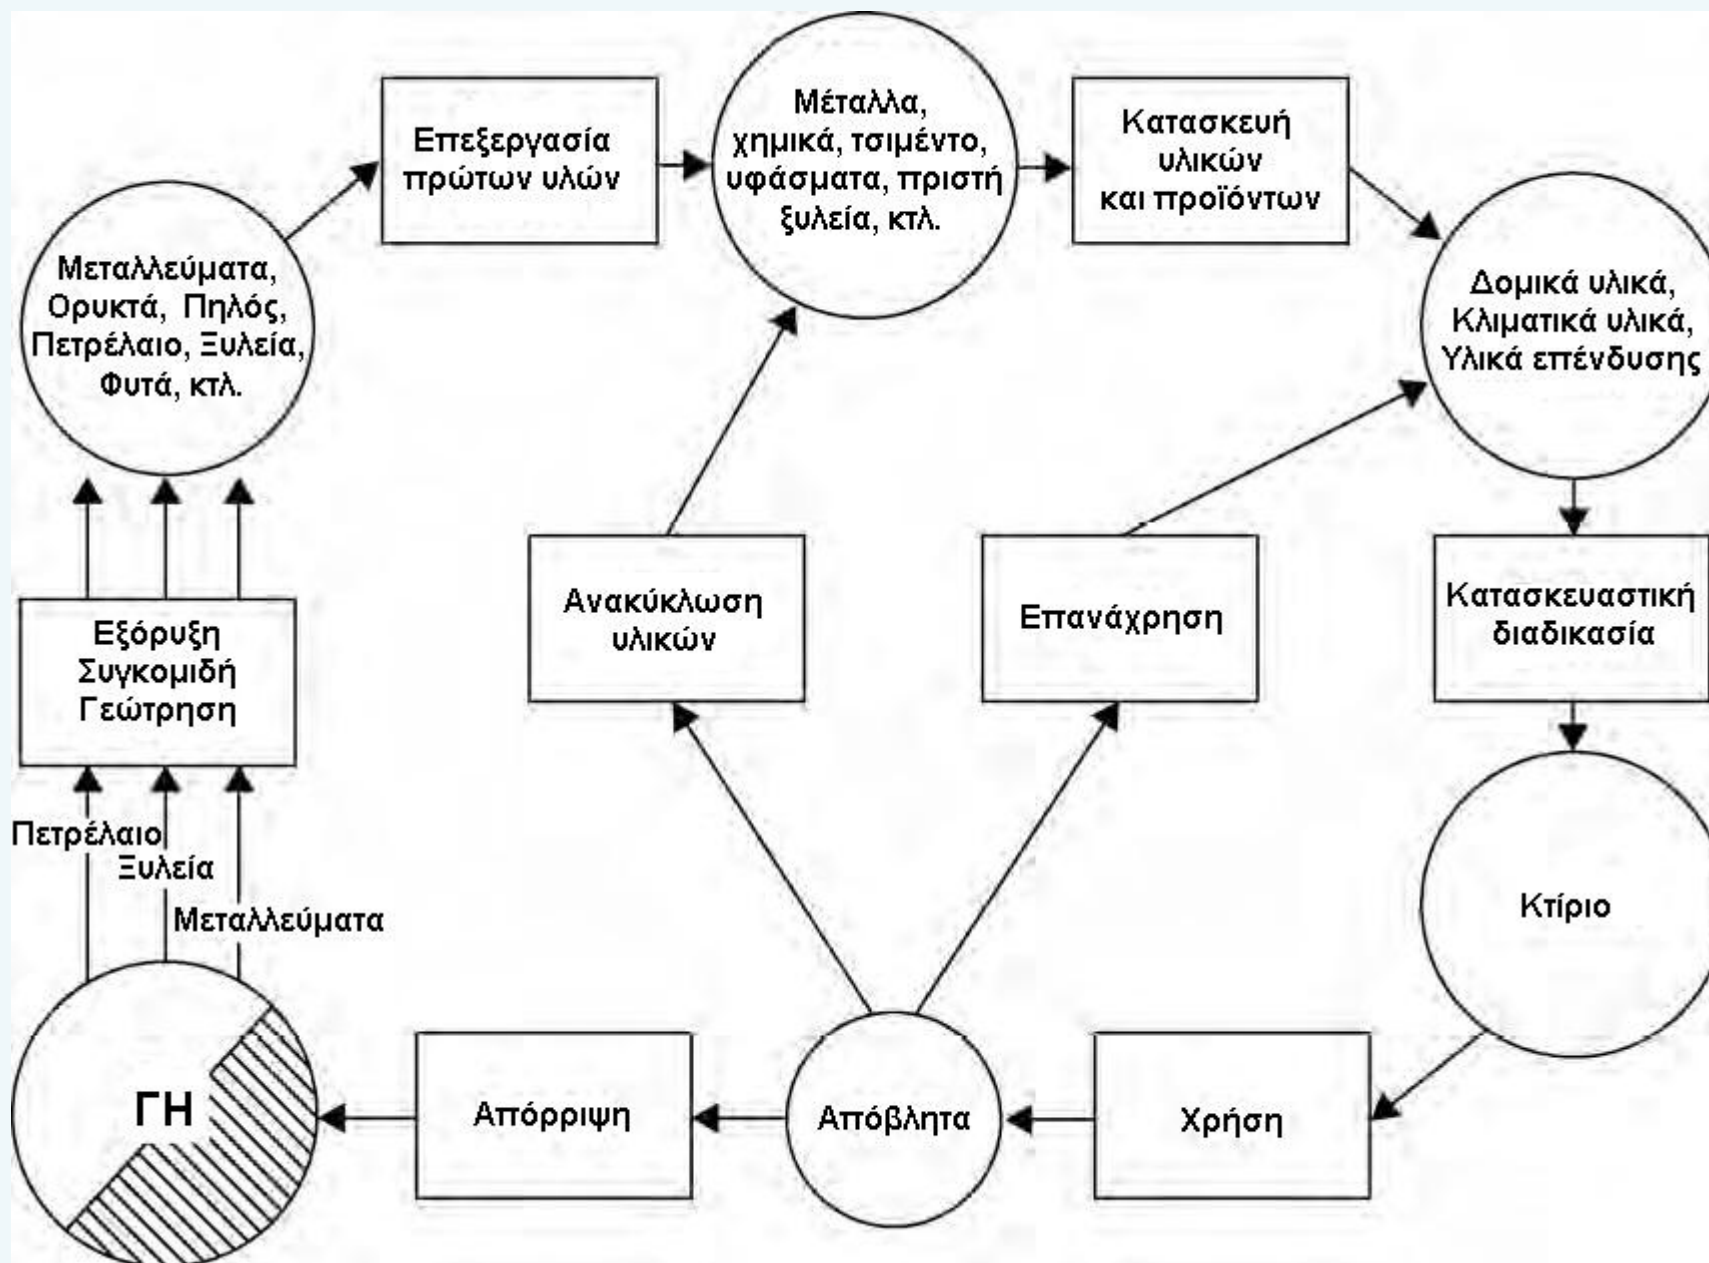 Μέταλλα,
χημικά, τσιμέντο,
υφάσματα, πριστή
ξυλεία, κτλ.
Επεξεργασία
πρώτων υλών
Κατασκευή
υλικών
και προϊόντων
Μεταλλεύματα,
Ορυκτά, Πηλός,
Πετρέλαιο, Ξυλεία,
Φυτά, κτλ.
Δομικά υλικά,
Κλιματικά υλικά,
Υλικά επένδυσης
Εξόρυξη
Συγκομιδή
Γεώτρηση
Ανακύκλωση
υλικών
Επανάχρηση
Κατασκευαστική
διαδικασία
Πετρέλαιο
Ξυλεία
Μεταλλεύματα
Κτίριο
ΓΗ
Απόρριψη
Απόβλητα
Χρήση